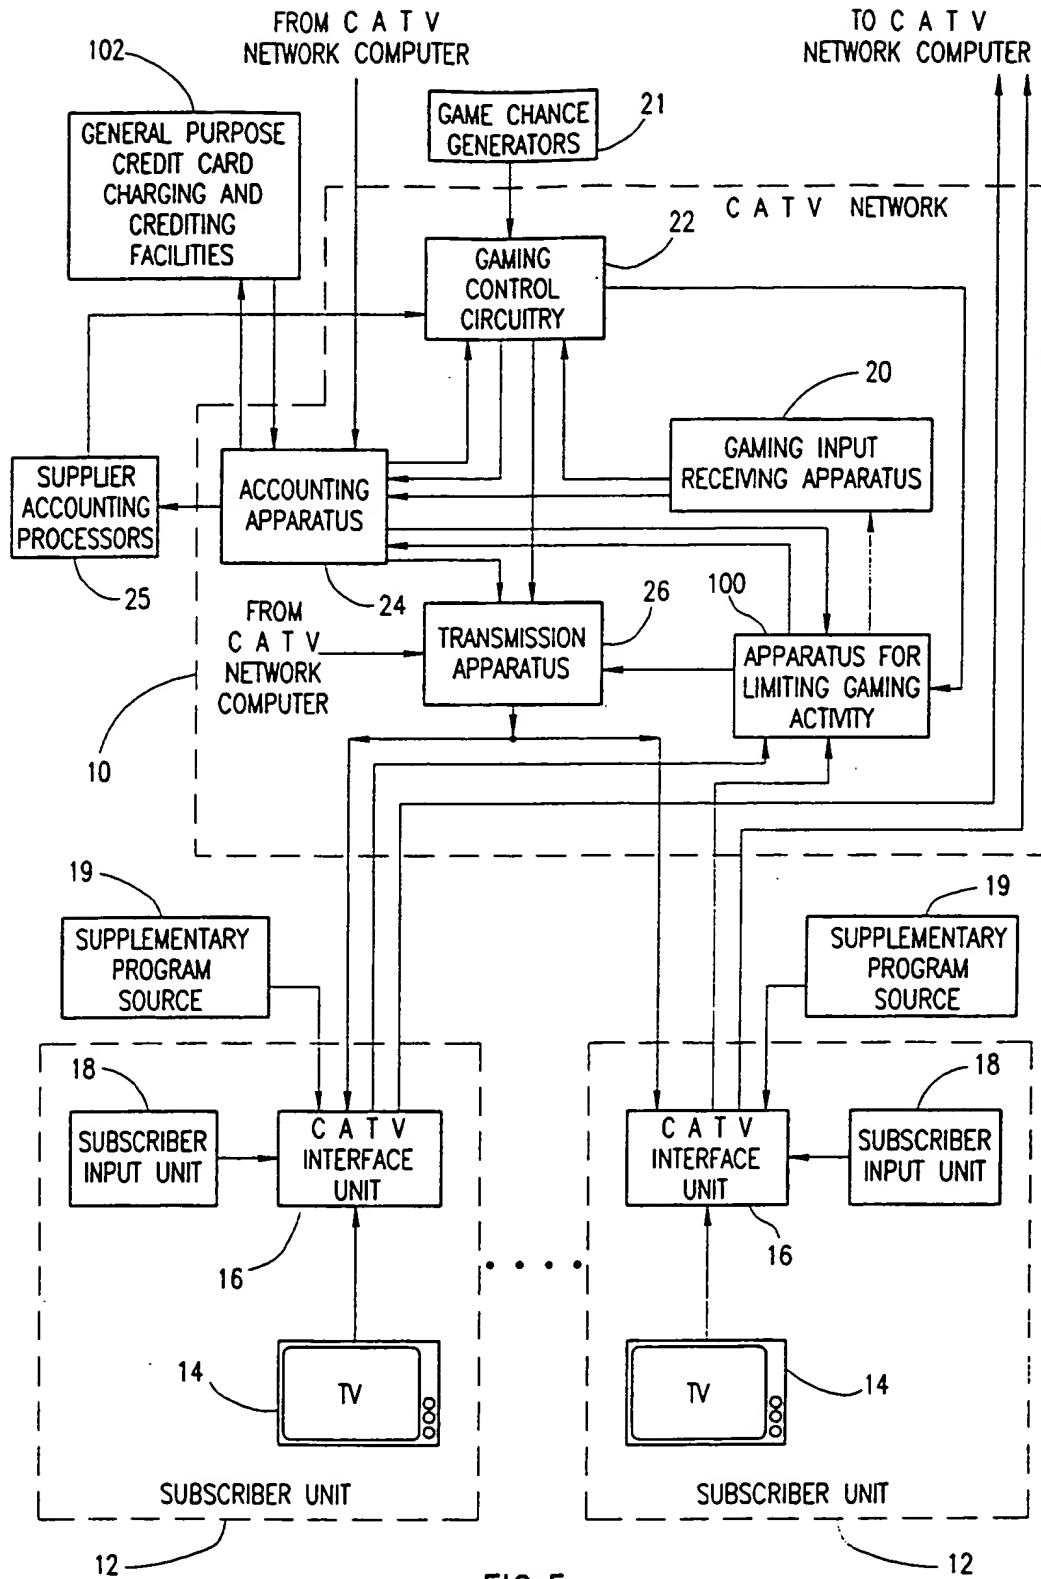 FROM C A T V
NETWORK COMPUTER
TO C A T V
NETWORK COMPUTER
102
GENERAL PURPOSE
CREDIT CARD
CHARGING AND
CREDITING
FACILITIES
GAME CHANCE
GENERATORS
21
C A T V NETWORK
22
GAMING
CONTROL
CIRCUITRY
20
GAMING INPUT
RECEIVING APPARATUS
SUPPLIER
ACCOUNTING
PROCESSORS
25
ACCOUNTING
APPARATUS
24
FROM
C A T V
NETWORK
COMPUTER
26
TRANSMISSION
APPARATUS
100
APPARATUS FOR
LIMITING GAMING
ACTIVITY
10
19
SUPPLEMENTARY
PROGRAM
SOURCE
19
SUPPLEMENTARY
PROGRAM
SOURCE
18
SUBSCRIBER
INPUT UNIT
C A T V
INTERFACE
UNIT
16
C A T V
INTERFACE
UNIT
16
18
SUBSCRIBER
INPUT UNIT
14
TV
TV
14
SUBSCRIBER UNIT
SUBSCRIBER UNIT
12
12